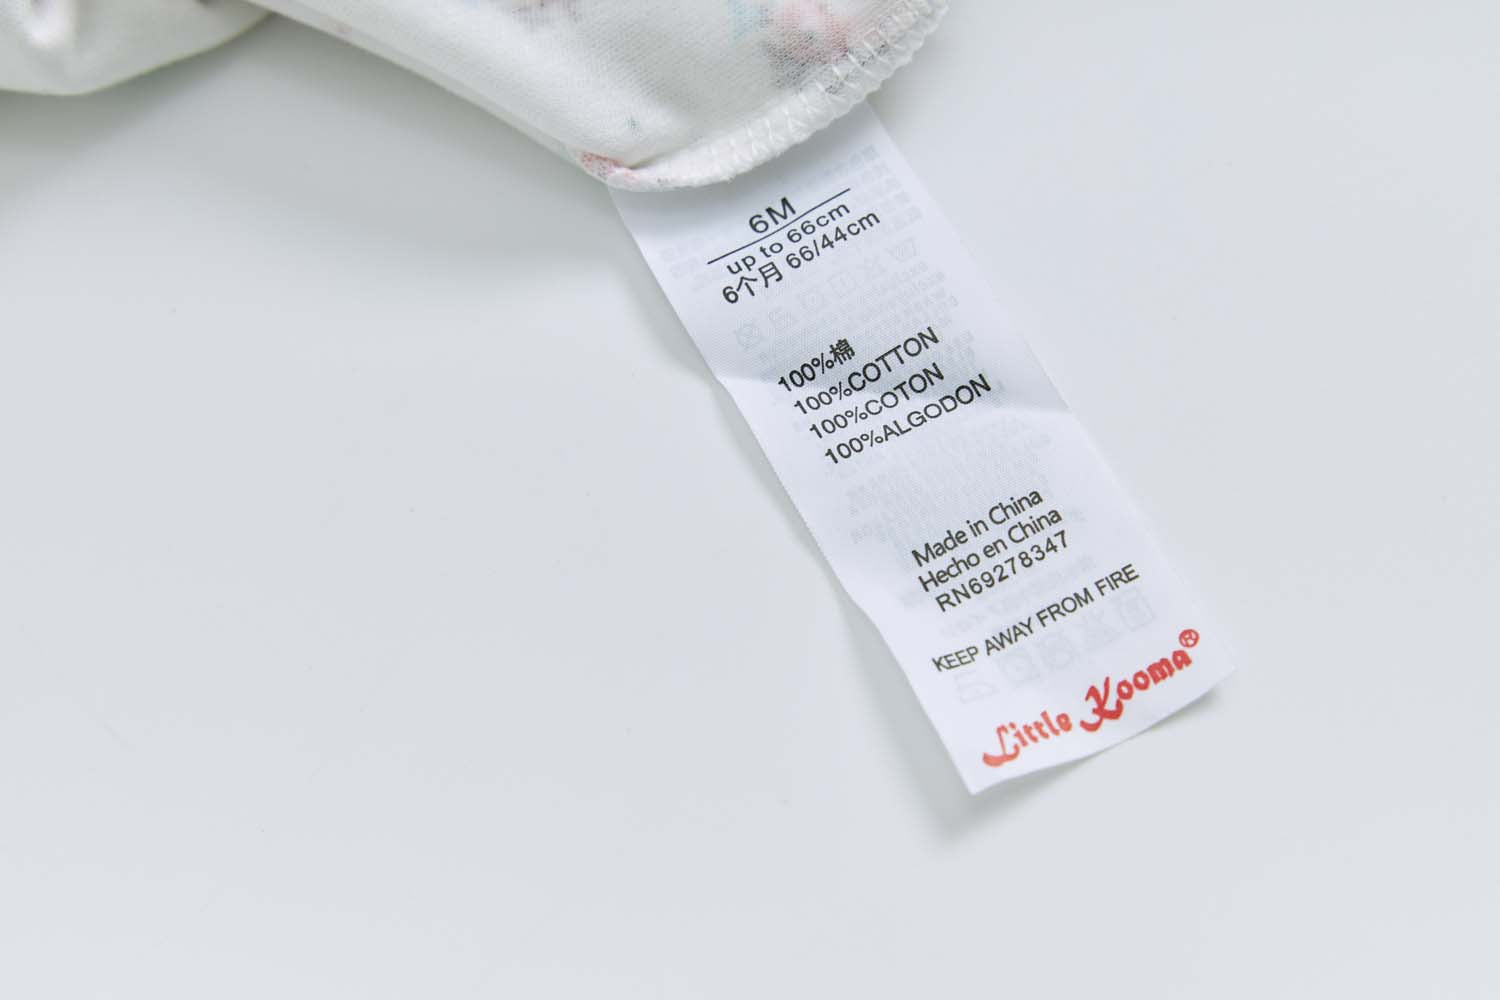 6M
up to 66cm
6个月 66/44cm
100%棉
100%COTTON
100%COTON
100%ALGODON
Made in China
Hecho en China
RN69278347
KEEP AWAY FROM FIRE
Little Kooma®